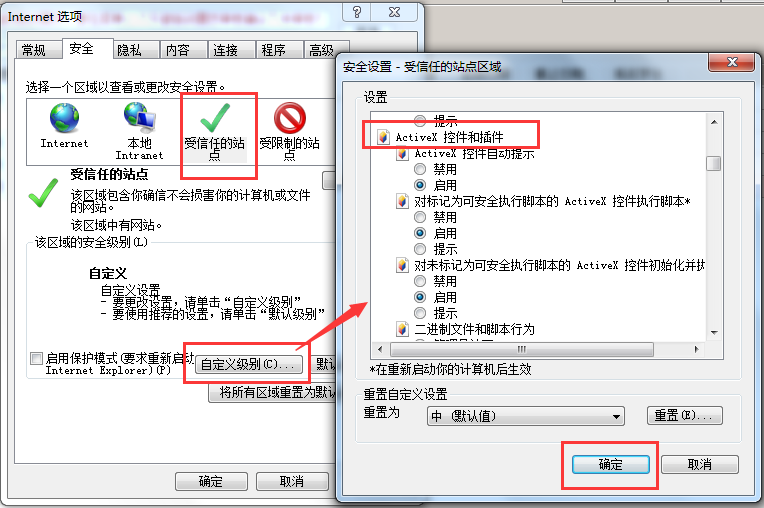 Internet 选项
常规
安全
隐私
内容
连接
程序
高级
选择一个区域以查看或更改安全设置。
Internet
本地
Intranet
受信任的站
点
受限制的站
点
受信任的站点
该区域包含你确信不会损害你的计算机或文件
的网站。
该区域中有网站。
该区域的安全级别(L)
自定义
自定义设置
- 要更改设置，请单击“自定义级别”
- 要使用推荐的设置，请单击“默认级别”
启用保护模式(要求重新启动
Internet Explorer)(P)
自定义级别(C)...
默认
将所有区域重置为默认
确定
取消
安全设置 - 受信任的站点区域
设置
提示
ActiveX 控件和插件
ActiveX 控件自动提示
禁用
启用
对标记为可安全执行脚本的 ActiveX 控件执行脚本*
禁用
启用
提示
对未标记为可安全执行脚本的 ActiveX 控件初始化并执
禁用
启用
提示
二进制文件和脚本行为
*在重新启动你的计算机后生效
重置自定义设置
重置为
中 (默认值)
重置(E)...
确定
取消